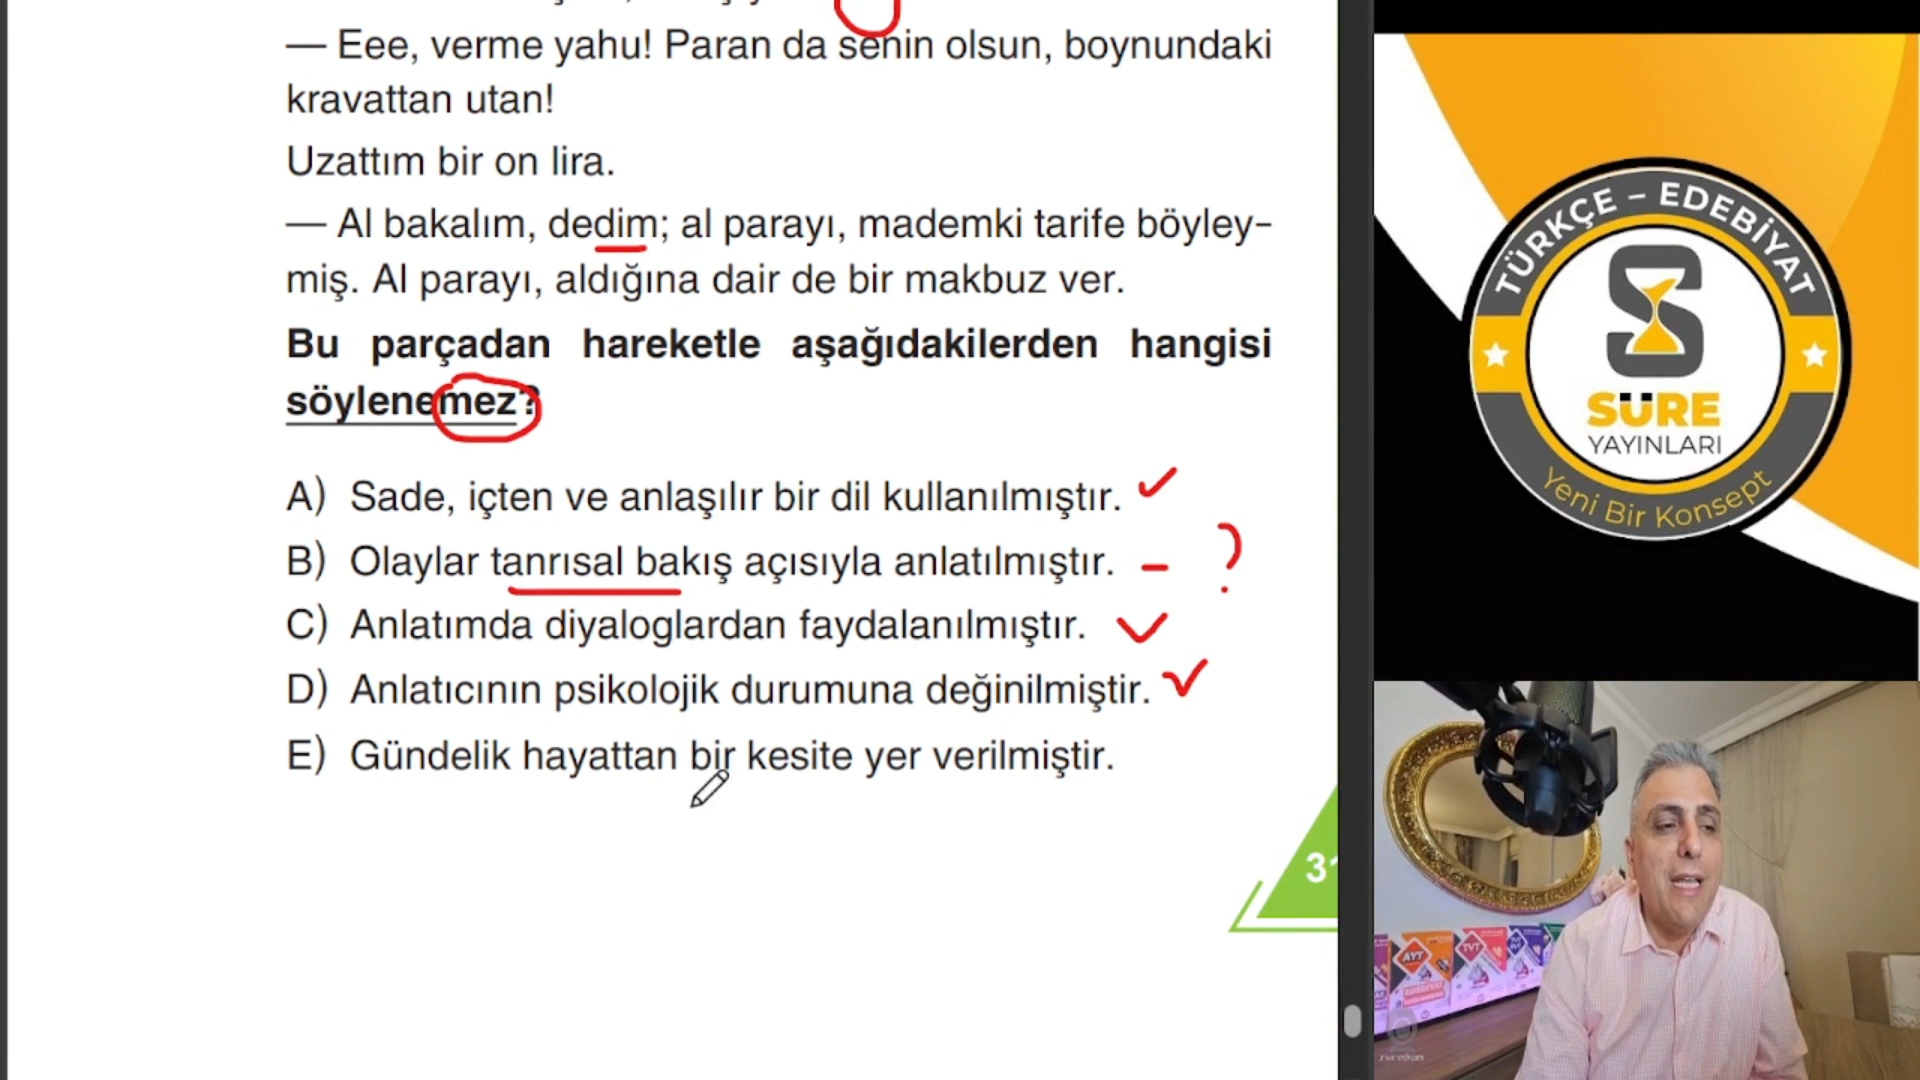 — Eee, verme yahu! Paran da senin olsun, boynundaki
kravattan utan!
Uzattım bir on lira.
— Al bakalım, dedim; al parayı, mademki tarife böyley-
miş. Al parayı, aldığına dair de bir makbuz ver.
Bu parçadan hareketle aşağıdakilerden hangisi
söylenemez?
A) Sade, içten ve anlaşılır bir dil kullanılmıştır.
B) Olaylar tanrısal bakış açısıyla anlatılmıştır.
C) Anlatımda diyaloglardan faydalanılmıştır.
D) Anlatıcının psikolojik durumuna değinilmiştir.
E) Gündelik hayattan bir kesite yer verilmiştir.
TÜRKÇE – EDEBİYAT
SÜRE
YAYINLARI
Yeni Bir Konsept
AYT
TYT